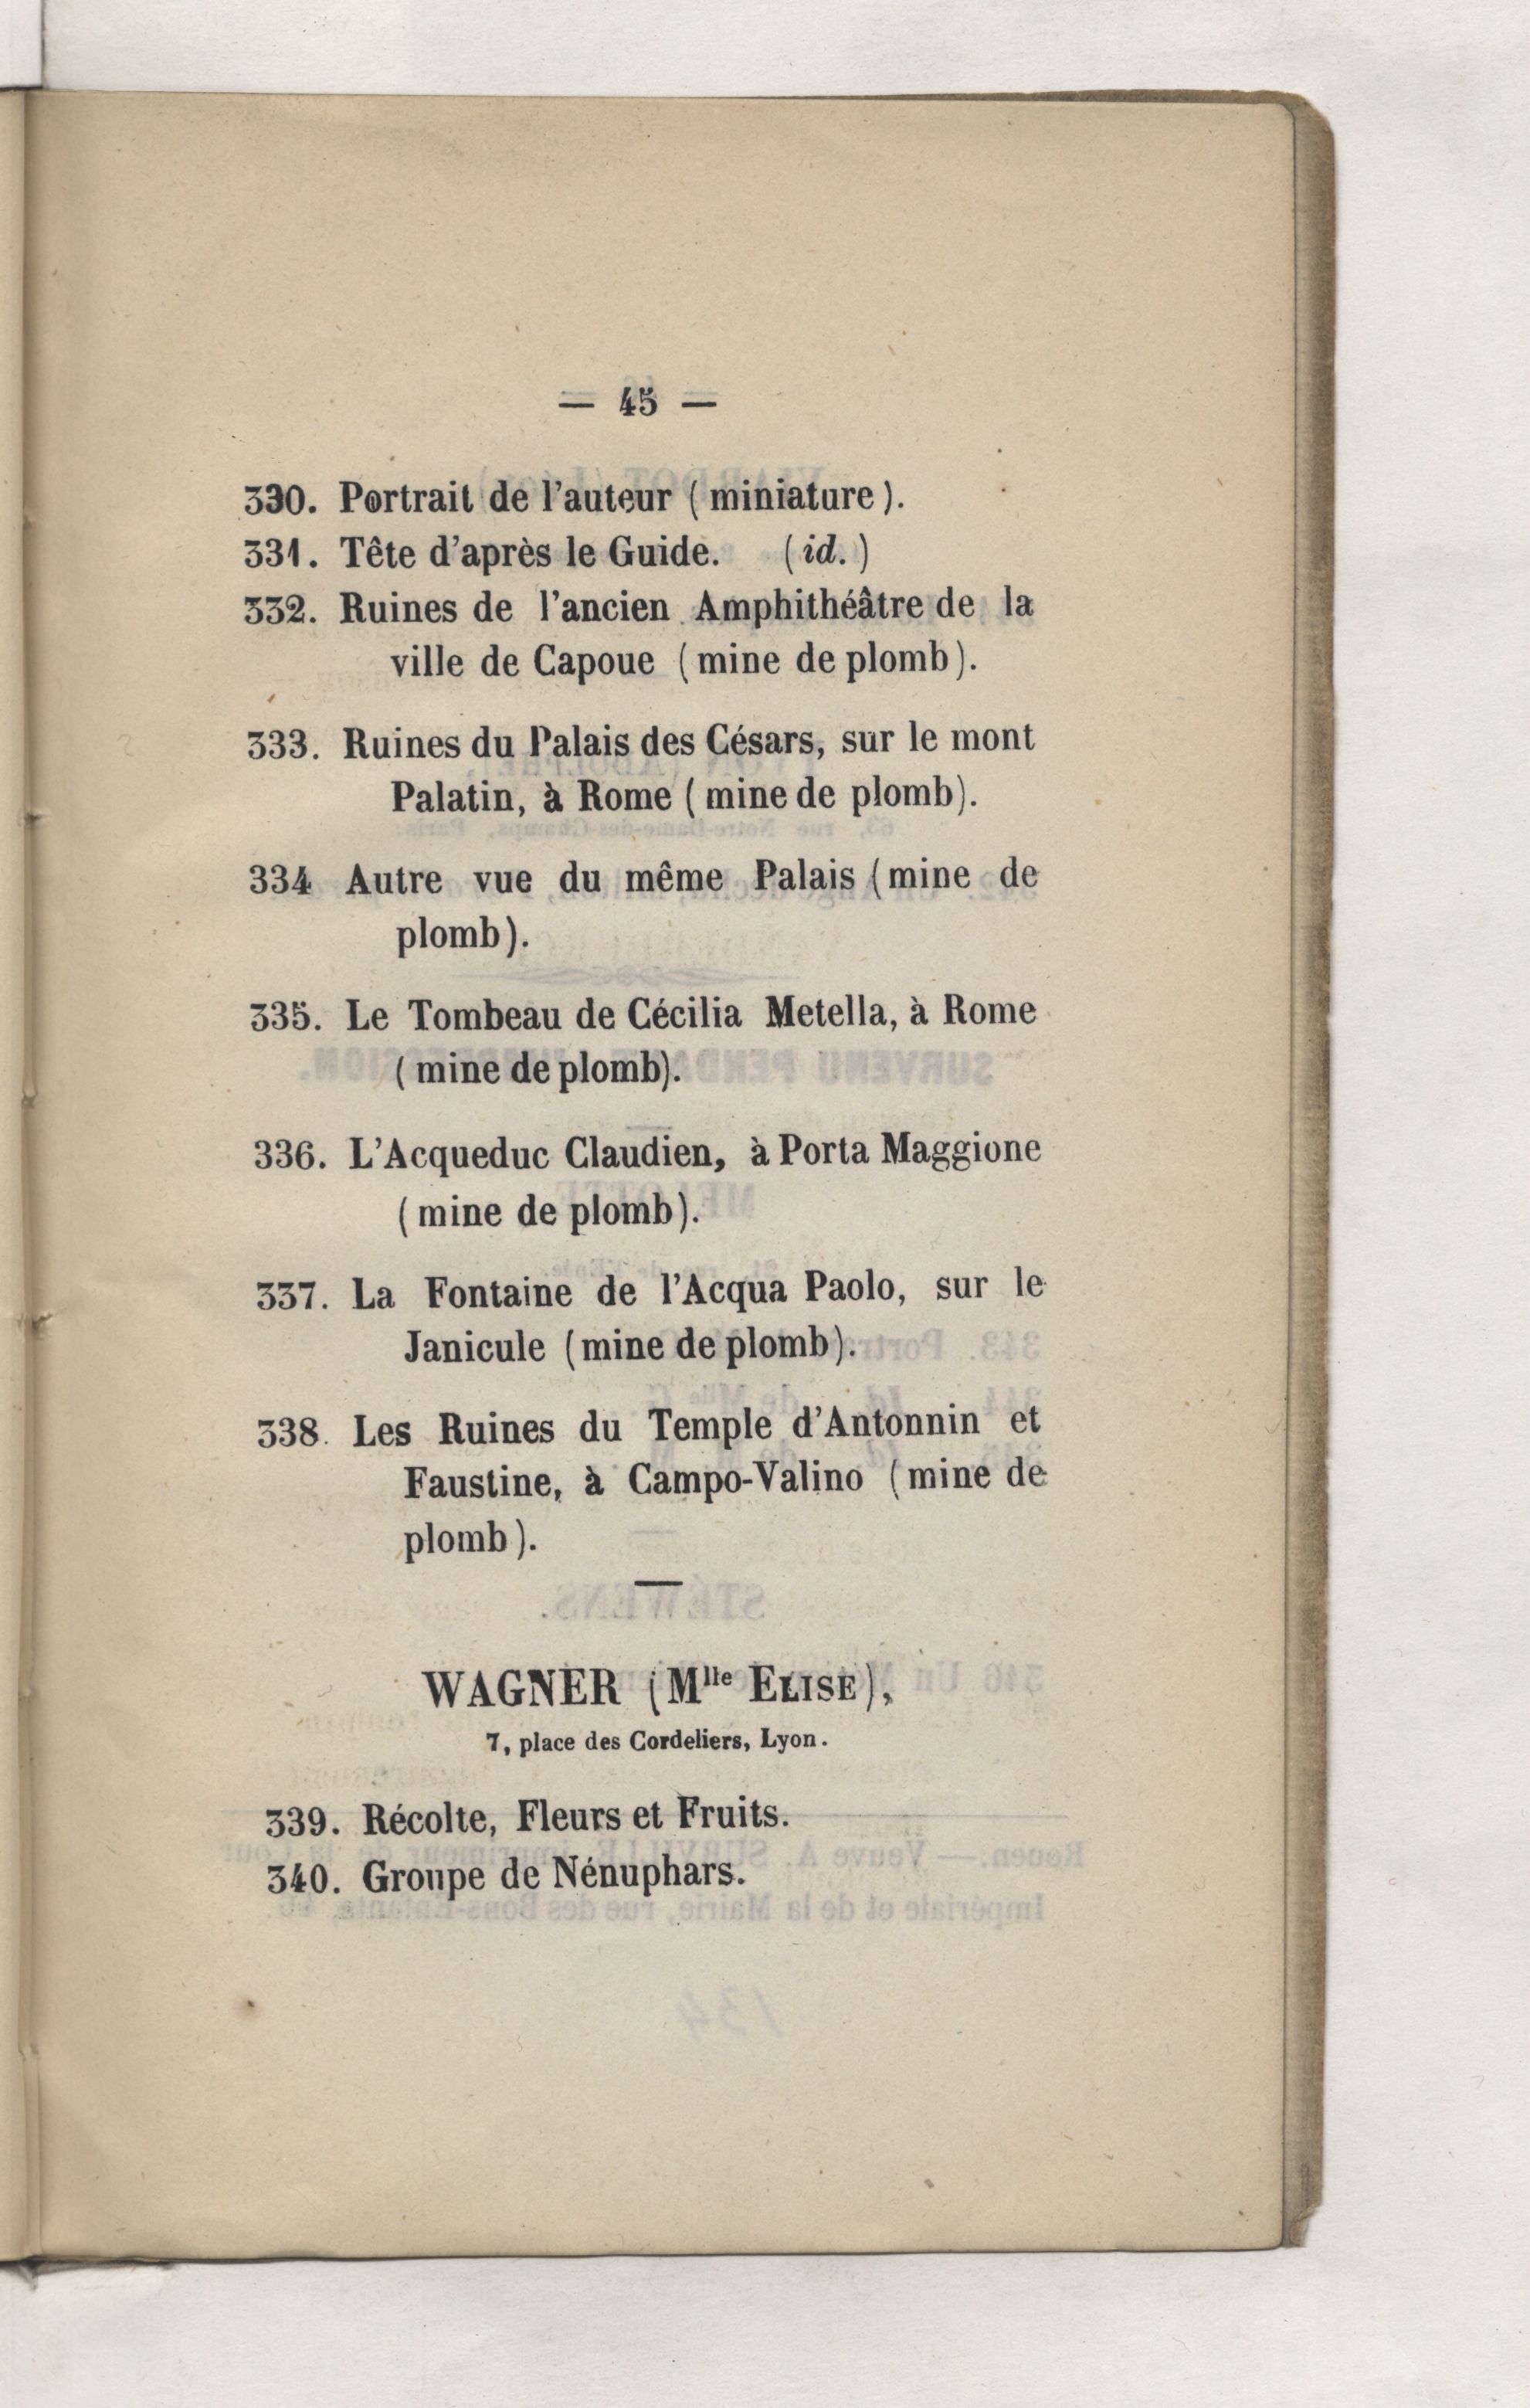 — 45 —
330. Portrait de l'auteur (miniature).
331. Tête d'après le Guide. (id.)
332. Ruines de l'ancien Amphithéâtre de la
ville de Capoue (mine de plomb).
333. Ruines du Palais des Césars, sur le mont
Palatin, à Rome (mine de plomb).
334 Autre vue du même Palais (mine de
plomb).
335. Le Tombeau de Cécilia Metella, à Rome
(mine de plomb).
336. L'Acqueduc Claudien, à Porta Maggione
(mine de plomb).
337. La Fontaine de l'Acqua Paolo, sur le
Janicule (mine de plomb).
338. Les Ruines du Temple d'Antonnin et
Faustine, à Campo-Valino (mine de
plomb).
—
WAGNER (Mlle ELISE),
7, place des Cordeliers, Lyon.
339. Récolte, Fleurs et Fruits.
340. Groupe de Nénuphars.